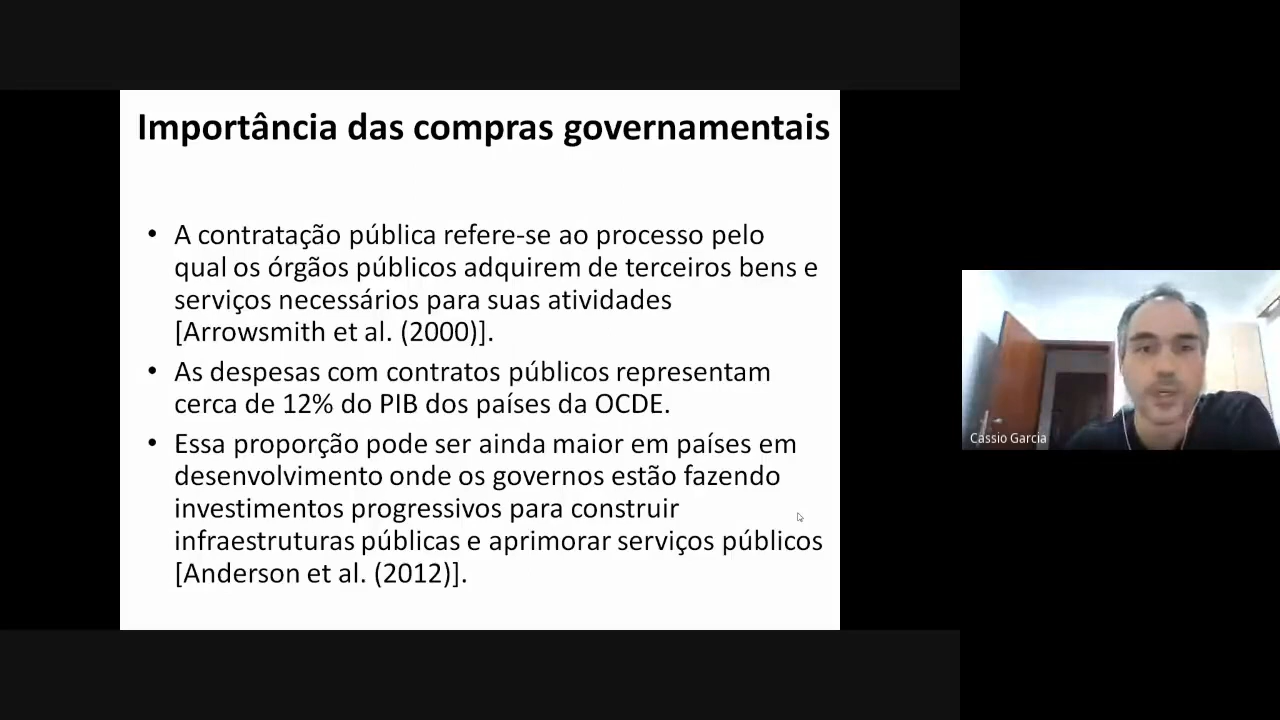 Importância das compras governamentais
• A contratação pública refere-se ao processo pelo
qual os órgãos públicos adquirem de terceiros bens e
serviços necessários para suas atividades
[Arrowsmith et al. (2000)].
• As despesas com contratos públicos representam
cerca de 12% do PIB dos países da OCDE.
• Essa proporção pode ser ainda maior em países em
desenvolvimento onde os governos estão fazendo
investimentos progressivos para construir
infraestruturas públicas e aprimorar serviços públicos
[Anderson et al. (2012)].
Cassio Garcia